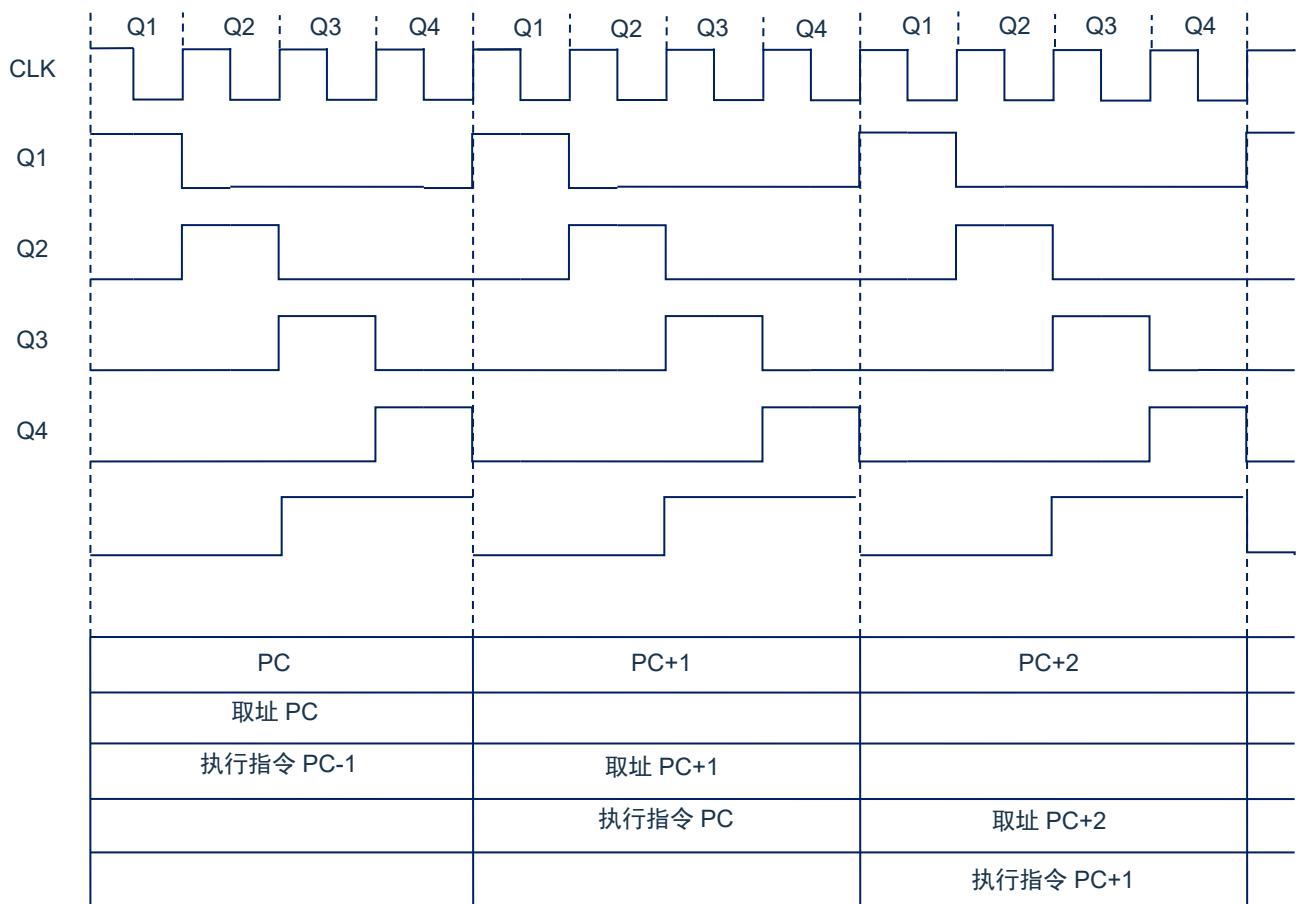 Q1 Q2 Q3 Q4 Q1 Q2 Q3 Q4 Q1 Q2 Q3 Q4
CLK
Q1
Q2
Q3
Q4
PC PC+1 PC+2
取址 PC
执行指令 PC-1 取址 PC+1
执行指令 PC 取址 PC+2
执行指令 PC+1